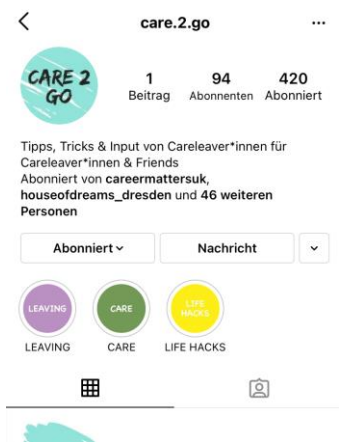 care.2.go
CARE 2
GO
1 94 420
Beitrag Abonnenten Abonniert
Tipps, Tricks & Input von Careleaver*innen für
Careleaver*innen & Friends
Abonniert von careermattersuk,
houseofdreams_dresden und 46 weiteren
Personen
Abonniert Nachricht
LEAVING CARE LIFE
HACKS
LEAVING CARE LIFE HACKS